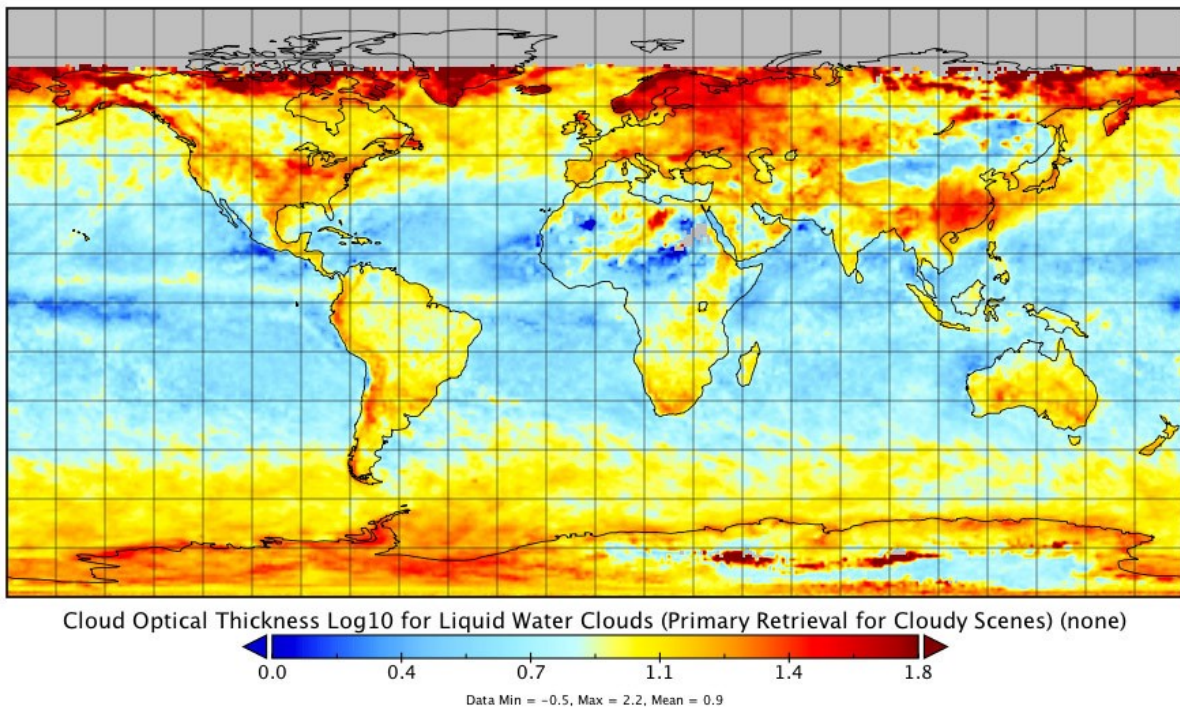 Cloud Optical Thickness Log10 for Liquid Water Clouds (Primary Retrieval for Cloudy Scenes) (none)
0.0 0.4 0.7 1.1 1.4 1.8
Data Min = -0.5, Max = 2.2, Mean = 0.9